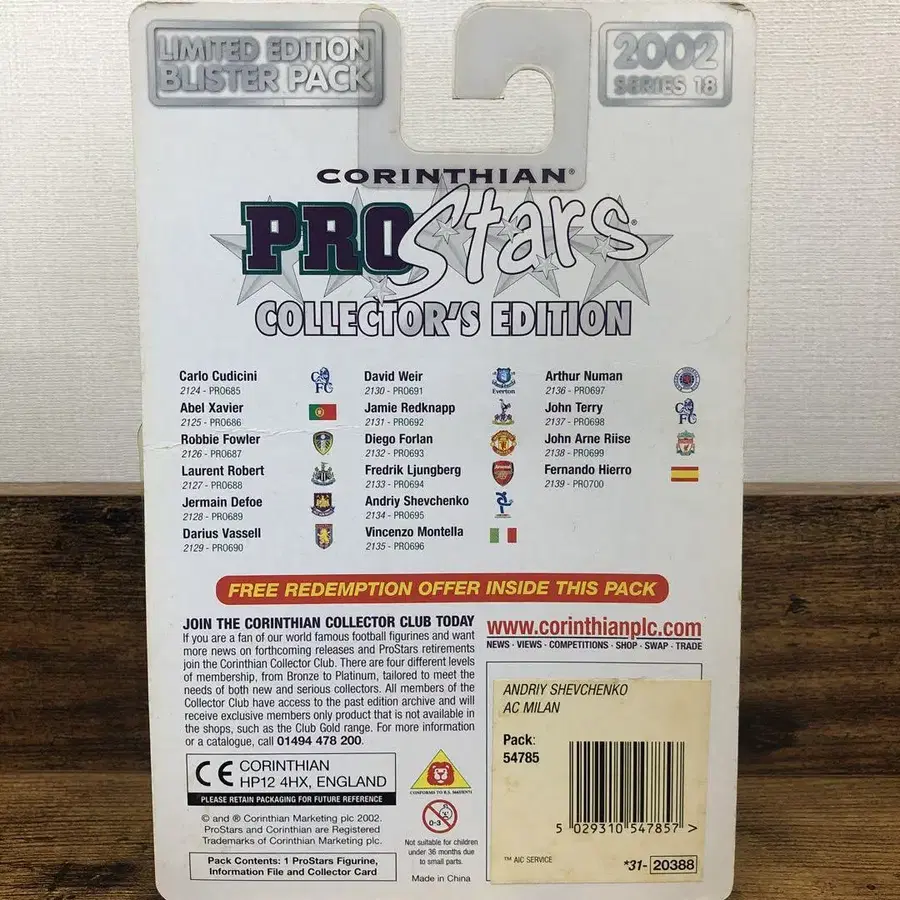 LIMITED EDITION
BLISTER PACK
2002
SERIES 18
CORINTHIAN®
PRO Stars®
COLLECTOR'S EDITION
Carlo Cudicini
2124 - PRO685
Abel Xavier
2125 - PRO686
Robbie Fowler
2126 - PRO687
Laurent Robert
2127 - PRO688
Jermain Defoe
2128 - PRO689
Darius Vassell
2129 - PRO690
David Weir
2130 - PRO691
Jamie Redknapp
2131 - PRO692
Diego Forlan
2132 - PRO693
Fredrik Ljungberg
2133 - PRO694
Andriy Shevchenko
2134 - PRO695
Vincenzo Montella
2135 - PRO696
Everton
Arsenal
Arthur Numan
2136 - PRO697
John Terry
2137 - PRO698
John Arne Riise
2138 - PRO699
Fernando Hierro
2139 - PRO700
FREE REDEMPTION OFFER INSIDE THIS PACK
JOIN THE CORINTHIAN COLLECTOR CLUB TODAY
If you are a fan of our world famous football figurines and want
more news on forthcoming releases and ProStars retirements
join the Corinthian Collector Club. There are four different levels
of membership, from Bronze to Platinum, tailored to meet the
needs of both new and serious collectors. All members of the
Collector Club have access to the past edition archive and will
receive exclusive members only product that is not available in
the shops, such as the Club Gold range. For more information
or a catalogue, call 01494 478 200.
www.corinthianplc.com
NEWS · VIEWS · COMPETITIONS · SHOP · SWAP · TRADE
CE CORINTHIAN
HP12 4HX, ENGLAND
PLEASE RETAIN PACKAGING FOR FUTURE REFERENCE
© and ® Corinthian Marketing plc 2002.
ProStars and Corinthian are Registered
Trademarks of Corinthian Marketing plc.
Pack Contents: 1 ProStars Figurine,
Information File and Collector Card
0-3
Not suitable for children
under 36 months due
to small parts.
Made in China
ANDRIY SHEVCHENKO
AC MILAN
Pack:
54785
5 029310 547857 >
™ AIC SERVICE
*31- 20388